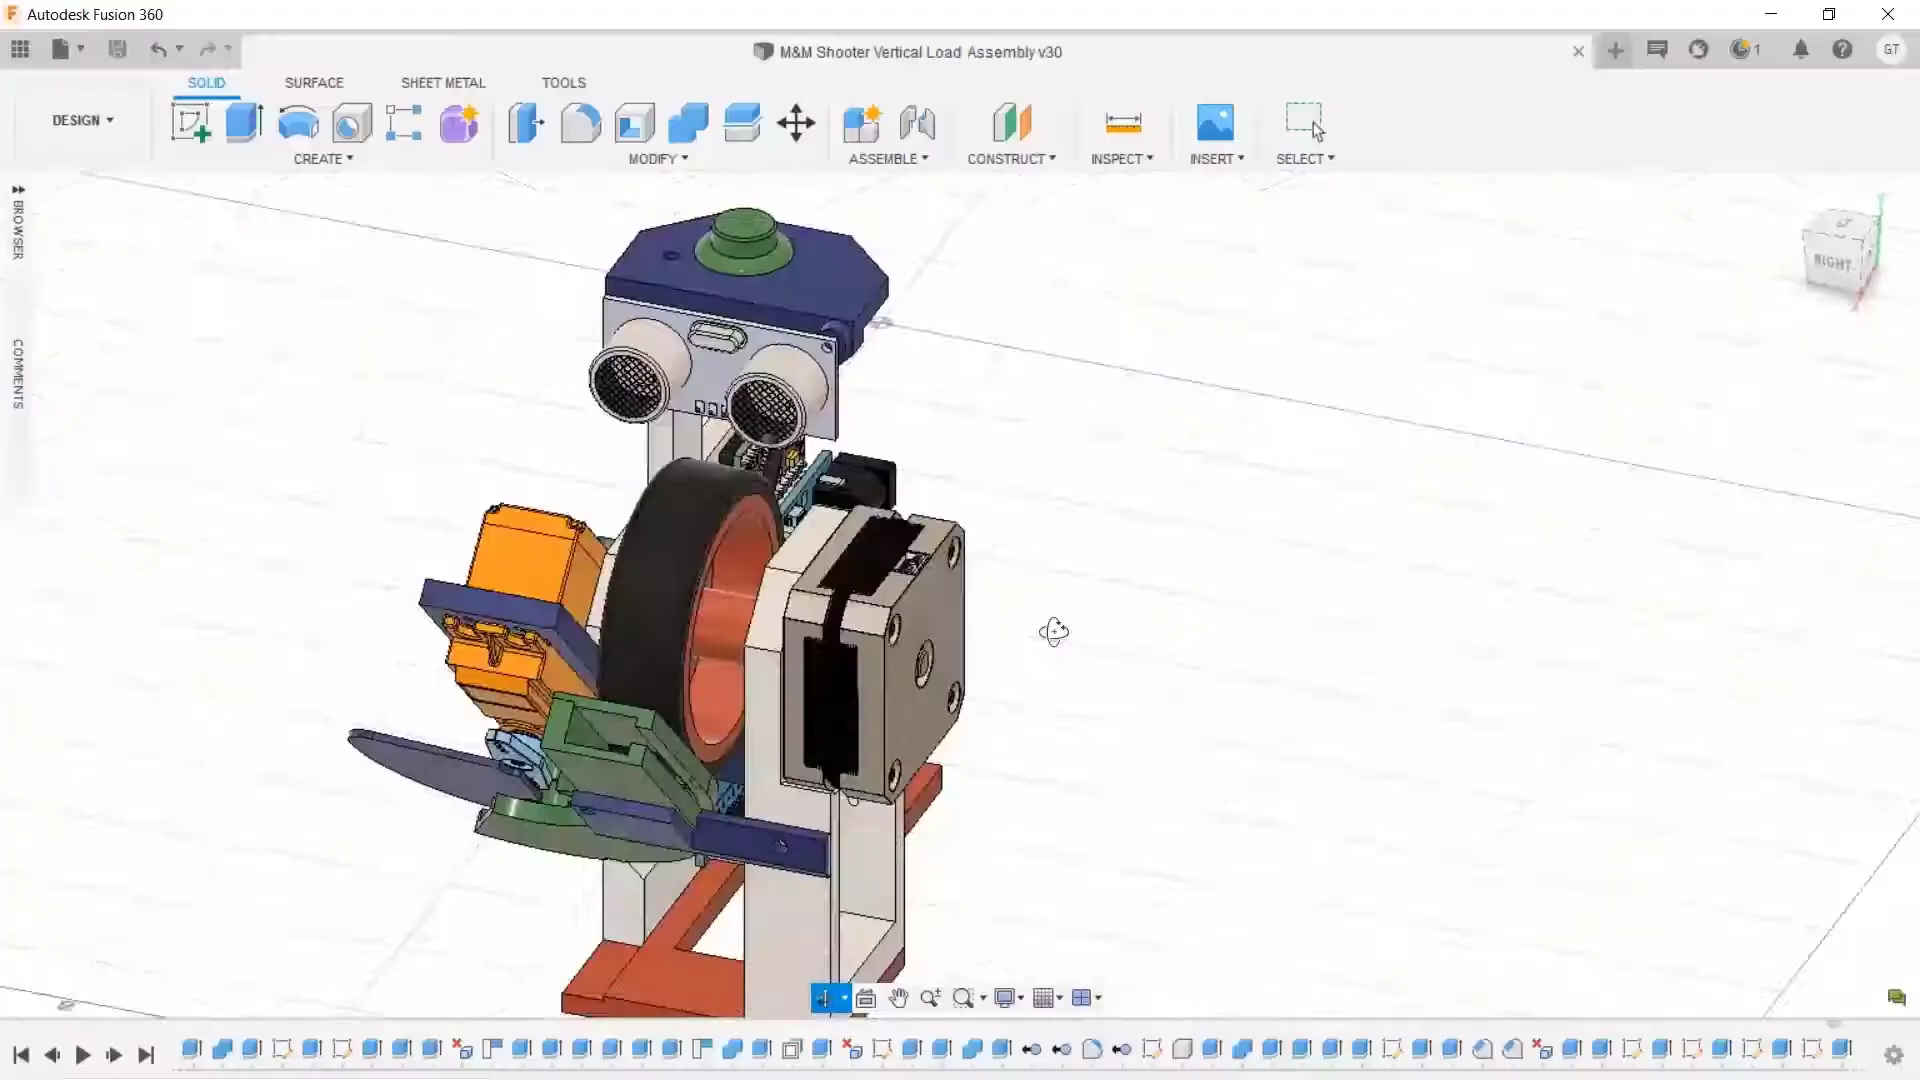 Autodesk Fusion 360
M&M Shooter Vertical Load Assembly v30
1
GT
SOLID
SURFACE
SHEET METAL
TOOLS
DESIGN
CREATE
MODIFY
ASSEMBLE
CONSTRUCT
INSPECT
INSERT
SELECT
BROWSER
COMMENTS
RIGHT